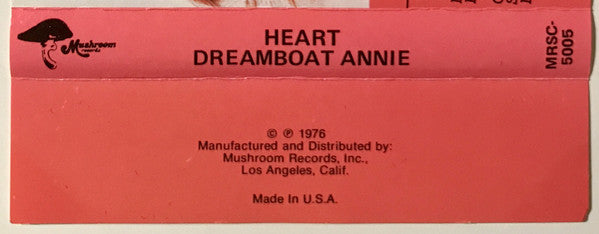 Mushroom
records
HEART
DREAMBOAT ANNIE
MRSC-
5005
© ℗ 1976
Manufactured and Distributed by:
Mushroom Records, Inc.,
Los Angeles, Calif.
Made In U.S.A.